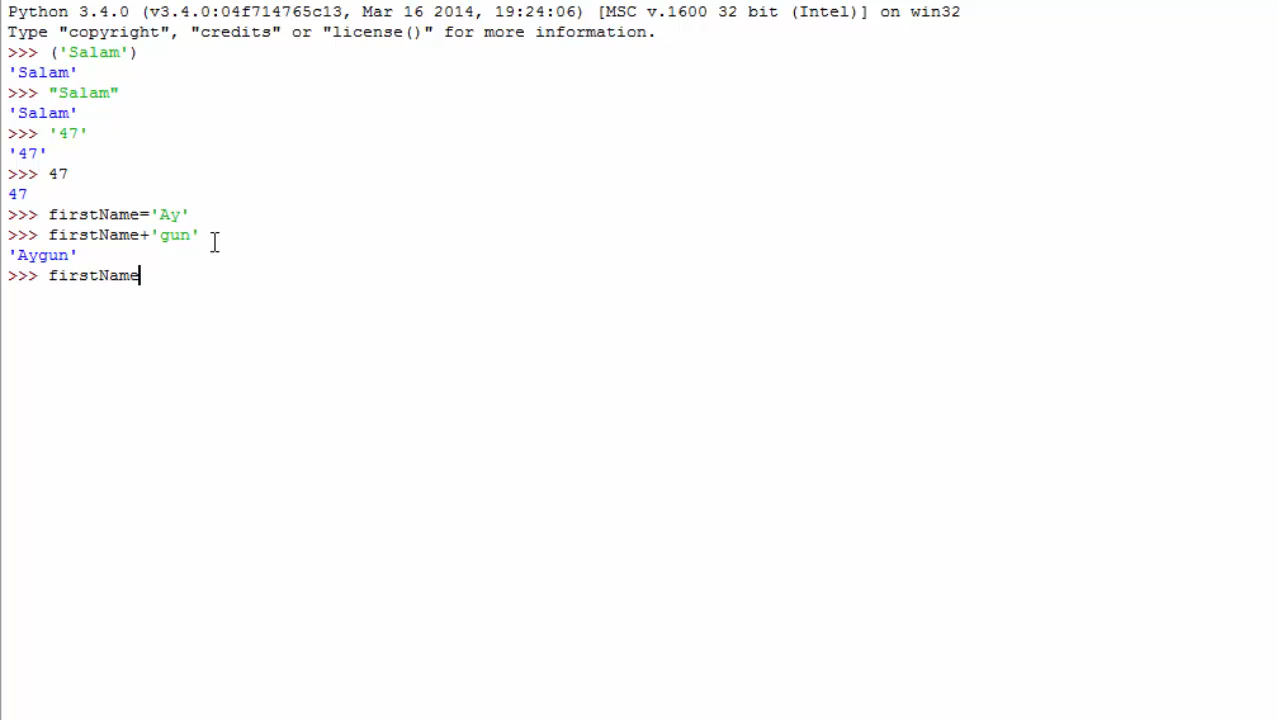 Python 3.4.0 (v3.4.0:04f714765c13, Mar 16 2014, 19:24:06) [MSC v.1600 32 bit (Intel)] on win32
Type "copyright", "credits" or "license()" for more information.
>>> ('Salam')
'Salam'
>>> "Salam"
'Salam'
>>> '47'
'47'
>>> 47
47
>>> firstName='Ay'
>>> firstName+'gun'
'Aygun'
>>> firstName